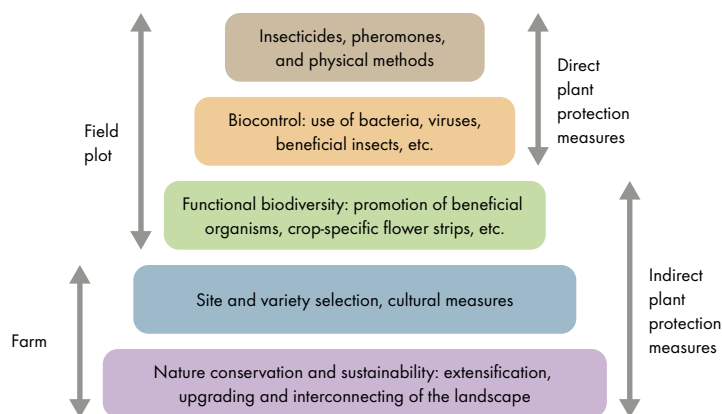 Insecticides, pheromones,
and physical methods
Direct
plant
protection
measures
Biocontrol: use of bacteria, viruses,
beneficial insects, etc.
Field
plot
Functional biodiversity: promotion of beneficial
organisms, crop-specific flower strips, etc.
Site and variety selection, cultural measures
Indirect
plant
protection
measures
Farm
Nature conservation and sustainability: extensification,
upgrading and interconnecting of the landscape